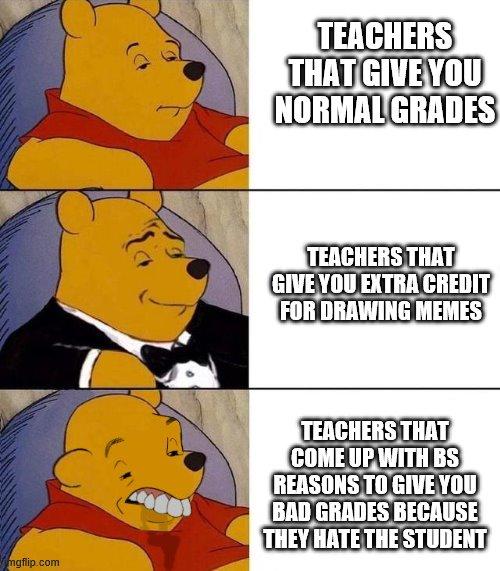 TEACHERS
THAT GIVE YOU
NORMAL GRADES
TEACHERS THAT
GIVE YOU EXTRA CREDIT
FOR DRAWING MEMES
TEACHERS THAT
COME UP WITH BS
REASONS TO GIVE YOU
BAD GRADES BECAUSE
THEY HATE THE STUDENT
imgflip.com